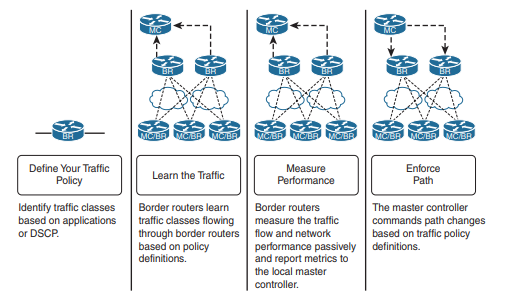 MC
MC
MC
BR
BR
BR
BR
BR
BR
BR
MC/BR
MC/BR
MC/BR
MC/BR
MC/BR
MC/BR
MC/BR
MC/BR
MC/BR
Define Your Traffic
Policy
Learn the Traffic
Measure
Performance
Enforce
Path
Identify traffic classes
based on applications
or DSCP.
Border routers learn
traffic classes flowing
through border routers
based on policy
definitions.
Border routers
measure the traffic
flow and network
performance passively
and report metrics to
the local master
controller.
The master controller
commands path changes
based on traffic policy
definitions.